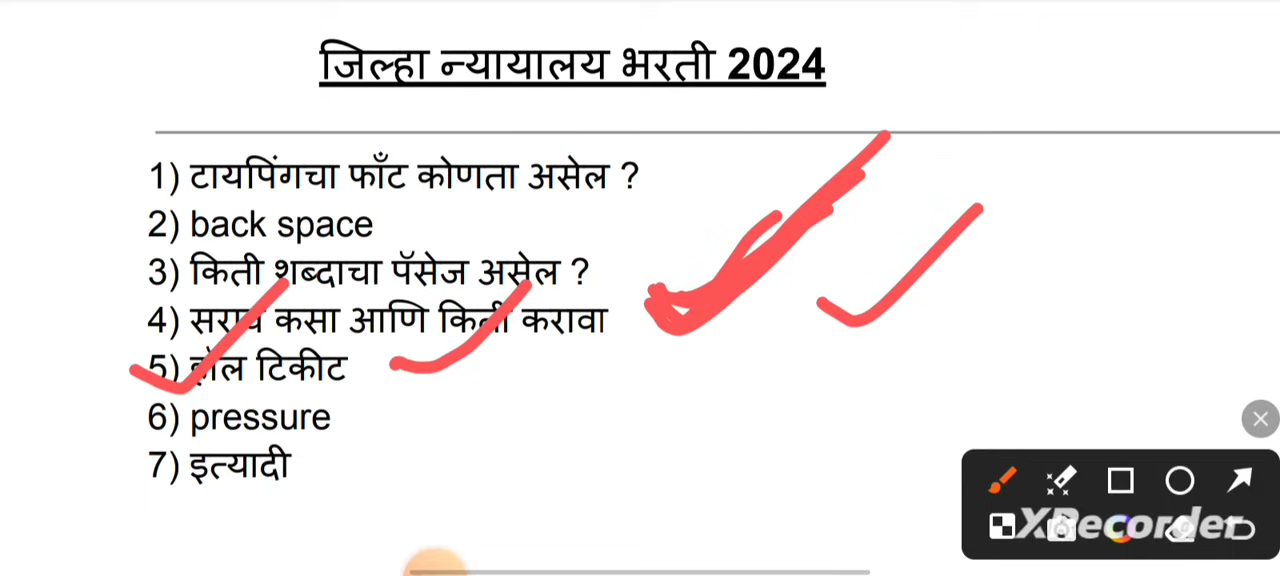 जिल्हा न्यायालय भरती 2024
1) टायपिंगचा फाँट कोणता असेल ?
2) back space
3) किती शब्दाचा पॅसेज असेल ?
4) सराव कसा आणि किती करावा
5) हॉल टिकीट
6) pressure
7) इत्यादी
XRecorder